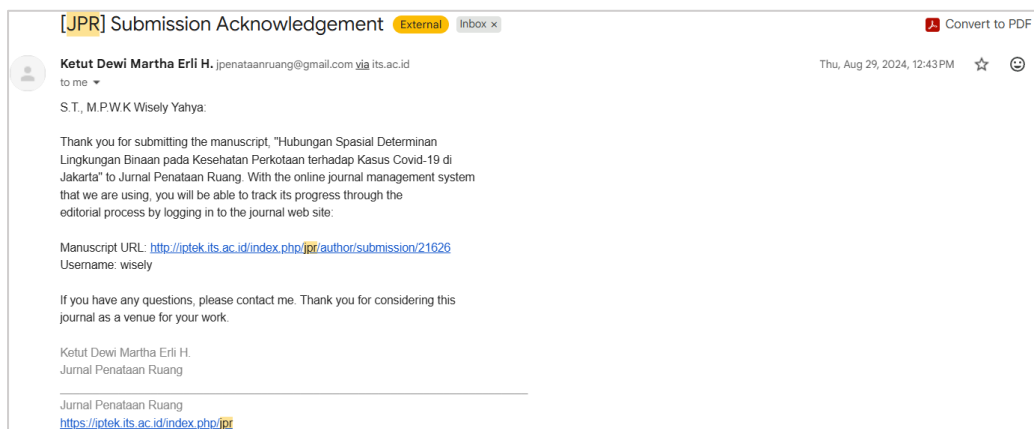 [JPR] Submission Acknowledgement External Inbox x
Convert to PDF
Ketut Dewi Martha Erli H. jpenataanruang@gmail.com via its.ac.id
Thu, Aug 29, 2024, 12:43 PM
to me
S.T., M.P.W.K Wisely Yahya:
Thank you for submitting the manuscript, "Hubungan Spasial Determinan
Lingkungan Binaan pada Kesehatan Perkotaan terhadap Kasus Covid-19 di
Jakarta" to Jurnal Penataan Ruang. With the online journal management system
that we are using, you will be able to track its progress through the
editorial process by logging in to the journal web site:
Manuscript URL: http://iptek.its.ac.id/index.php/jpr/author/submission/21626
Username: wisely
If you have any questions, please contact me. Thank you for considering this
journal as a venue for your work.
Ketut Dewi Martha Erli H.
Jurnal Penataan Ruang
Jurnal Penataan Ruang
https://iptek.its.ac.id/index.php/jpr